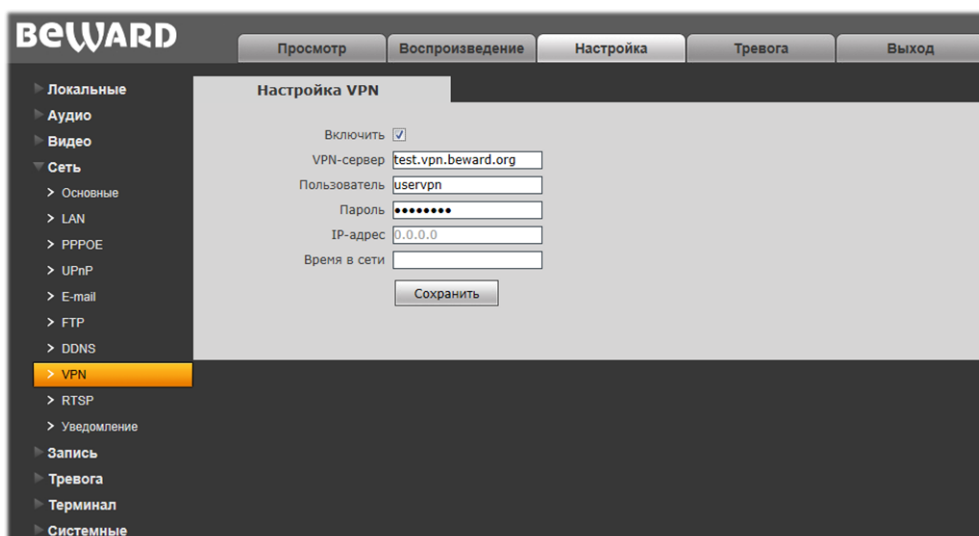 BEWARD
Просмотр Воспроизведение Настройка Тревога Выход
Локальные
Аудио
Видео
Сеть
Основные
LAN
PPPOE
UPnP
E-mail
FTP
DDNS
VPN
RTSP
Уведомление
Запись
Тревога
Терминал
Системные
Настройка VPN
Включить
VPN-сервер test.vpn.beward.org
Пользователь uservpn
Пароль ••••••••
IP-адрес 0.0.0.0
Время в сети
Сохранить